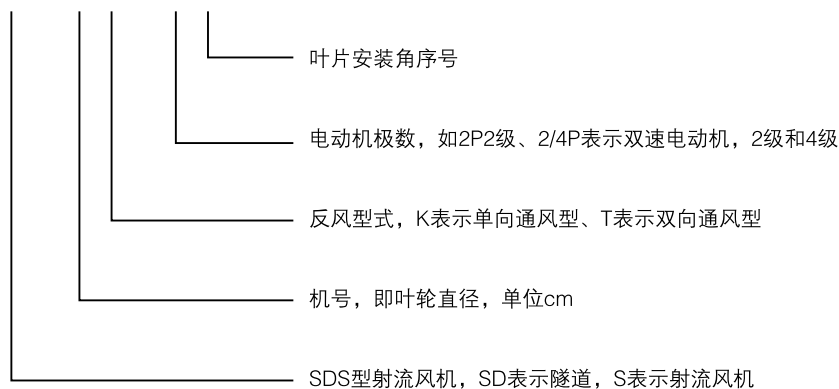 叶片安装角序号
电动机极数，如2P2级、2/4P表示双速电动机，2级和4级
反风型式，K表示单向通风型、T表示双向通风型
机号，即叶轮直径，单位cm
SDS型射流风机，SD表示隧道，S表示射流风机